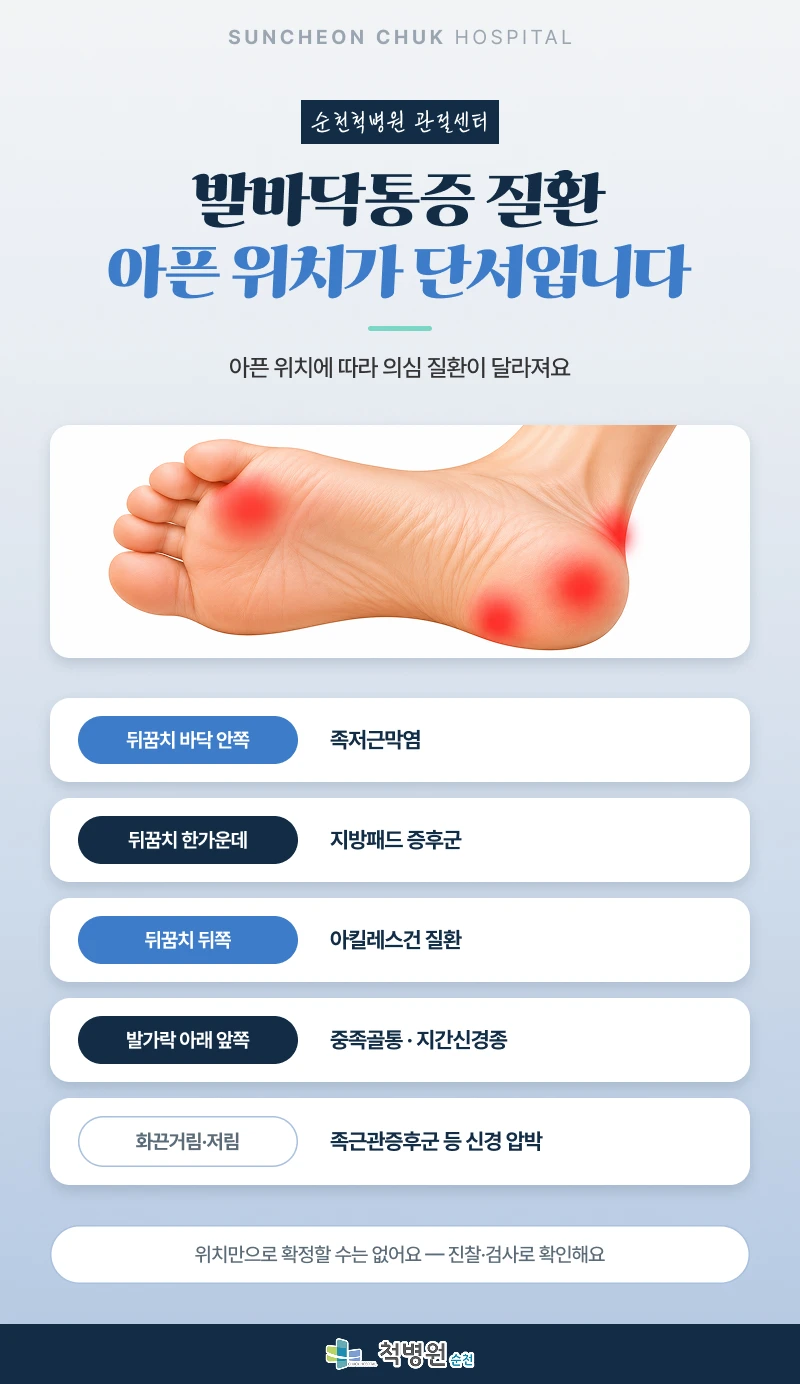 SUNCHEON CHUK HOSPITAL
순천척병원 관절센터
발바닥통증 질환
아픈 위치가 단서입니다
아픈 위치에 따라 의심 질환이 달라져요
뒤꿈치 바닥 안쪽 족저근막염
뒤꿈치 한가운데 지방패드 증후군
뒤꿈치 뒤쪽 아킬레스건 질환
발가락 아래 앞쪽 중족골통 · 지간신경종
화끈거림·저림 족근관증후군 등 신경 압박
위치만으로 확정할 수는 없어요 — 진찰·검사로 확인해요
척병원 순천